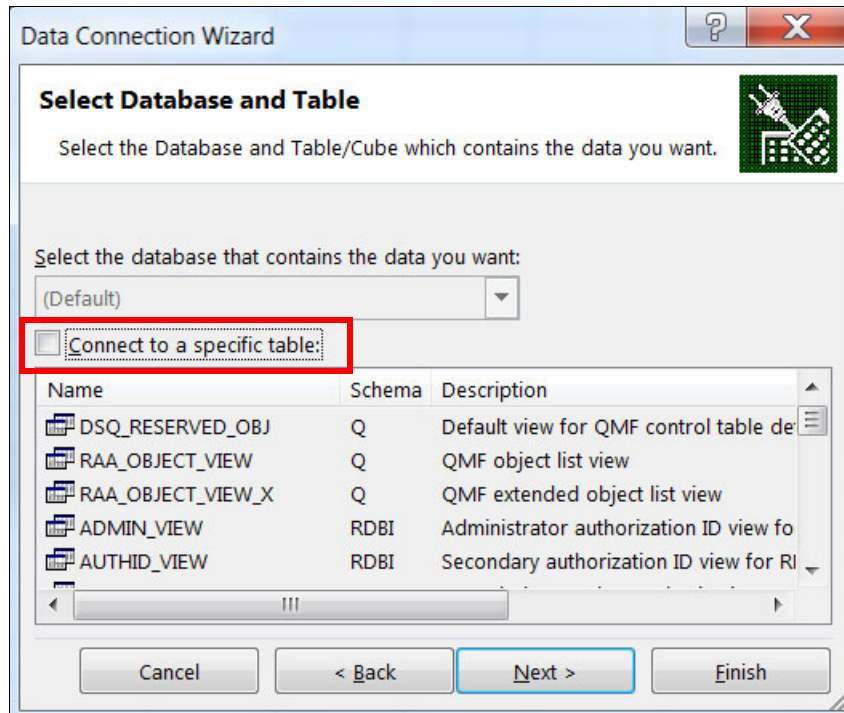 Data Connection Wizard
Select Database and Table
Select the Database and Table/Cube which contains the data you want.
Select the database that contains the data you want:
(Default)
Connect to a specific table:
Name Schema Description
DSQ_RESERVED_OBJ Q Default view for QMF control table de
RAA_OBJECT_VIEW Q QMF object list view
RAA_OBJECT_VIEW_X Q QMF extended object list view
ADMIN_VIEW RDBI Administrator authorization ID view fo
AUTHID_VIEW RDBI Secondary authorization ID view for
Cancel < Back Next > Finish